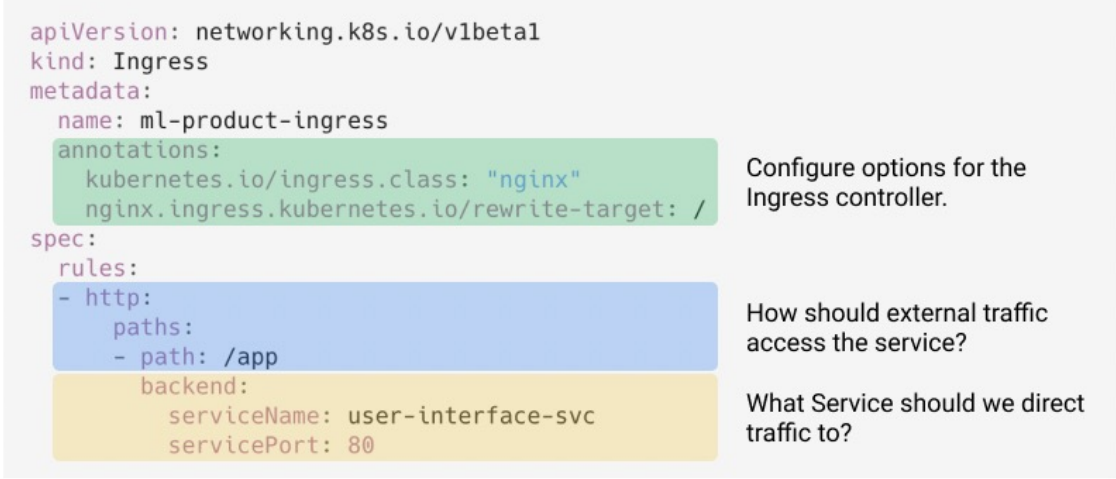 apiVersion: networking.k8s.io/v1beta1
kind: Ingress
metadata:
  name: ml-product-ingress
  annotations:
    kubernetes.io/ingress.class: "nginx"
    nginx.ingress.kubernetes.io/rewrite-target: /
spec:
  rules:
  - http:
      paths:
      - path: /app
        backend:
          serviceName: user-interface-svc
          servicePort: 80
Configure options for the
Ingress controller.
How should external traffic
access the service?
What Service should we direct
traffic to?